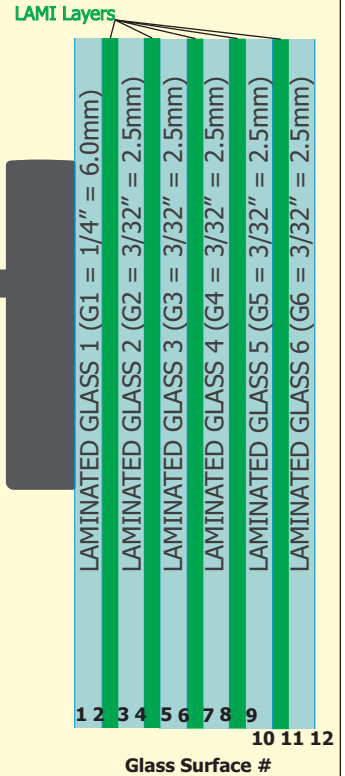 LAMI Layers
LAMINATED GLASS 1 (G1 = 1/4″ = 6.0mm)
LAMINATED GLASS 2 (G2 = 3/32″ = 2.5mm)
LAMINATED GLASS 3 (G3 = 3/32″ = 2.5mm)
LAMINATED GLASS 4 (G4 = 3/32″ = 2.5mm)
LAMINATED GLASS 5 (G5 = 3/32″ = 2.5mm)
LAMINATED GLASS 6 (G6 = 3/32″ = 2.5mm)
1 2 3 4 5 6 7 8 9
10 11 12
Glass Surface #